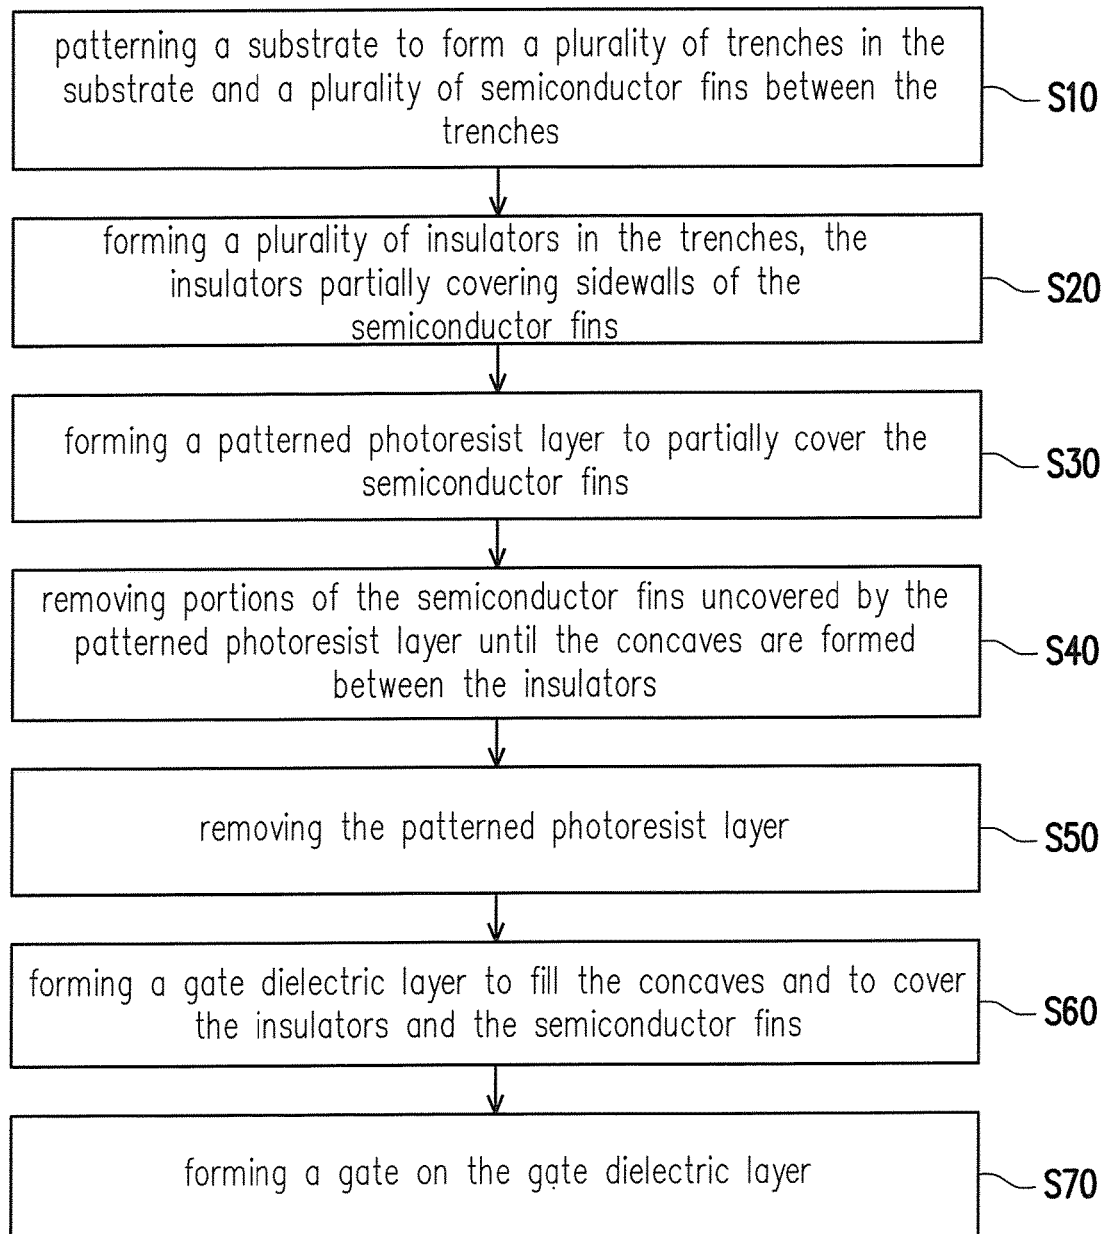 patterning a substrate to form a plurality of trenches in the
substrate and a plurality of semiconductor fins between the
trenches
S10
forming a plurality of insulators in the trenches, the
insulators partially covering sidewalls of the
semiconductor fins
S20
forming a patterned photoresist layer to partially cover the
semiconductor fins
S30
removing portions of the semiconductor fins uncovered by the
patterned photoresist layer until the concaves are formed
between the insulators
S40
removing the patterned photoresist layer
S50
forming a gate dielectric layer to fill the concaves and to cover
the insulators and the semiconductor fins
S60
forming a gate on the gate dielectric layer
S70